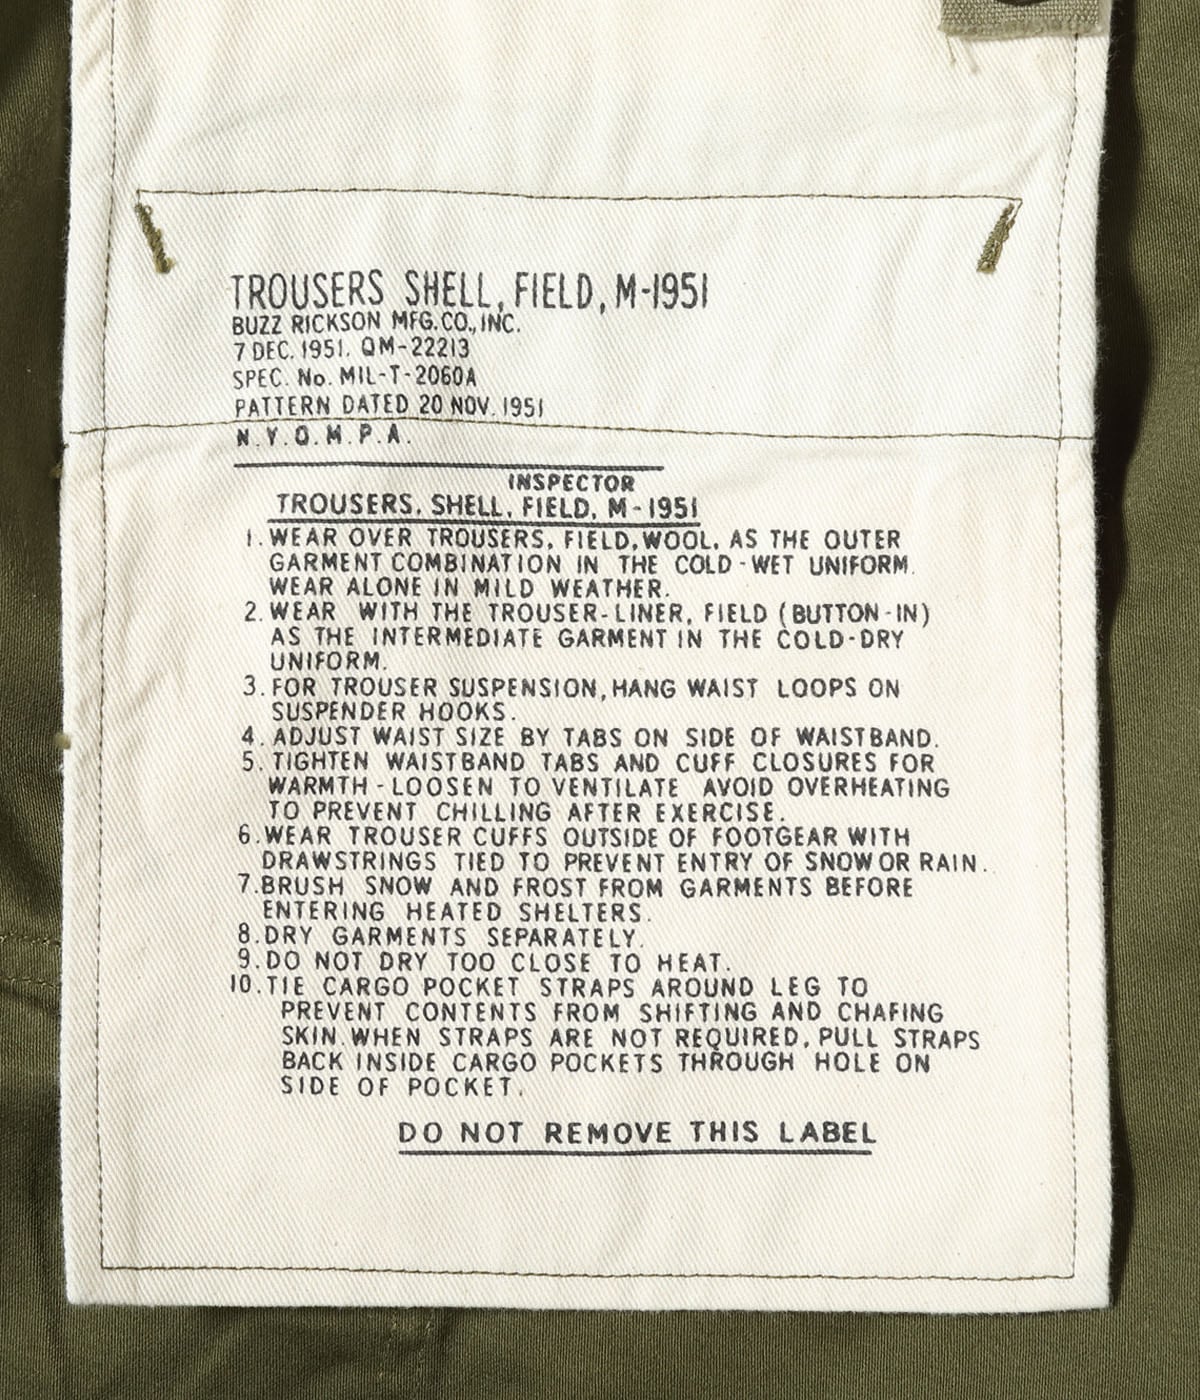 TROUSERS SHELL, FIELD, M-1951
BUZZ RICKSON MFG.CO., INC.
7 DEC. 1951. QM-22213
SPEC. No. MIL-T-2060A
PATTERN DATED 20 NOV. 1951
N.Y.Q.M.P.A.
INSPECTOR
TROUSERS, SHELL, FIELD, M-1951
1. WEAR OVER TROUSERS, FIELD, WOOL, AS THE OUTER
GARMENT COMBINATION IN THE COLD-WET UNIFORM.
WEAR ALONE IN MILD WEATHER.
2. WEAR WITH THE TROUSER-LINER, FIELD (BUTTON-IN)
AS THE INTERMEDIATE GARMENT IN THE COLD-DRY
UNIFORM.
3. FOR TROUSER SUSPENSION, HANG WAIST LOOPS ON
SUSPENDER HOOKS.
4. ADJUST WAIST SIZE BY TABS ON SIDE OF WAISTBAND.
5. TIGHTEN WAISTBAND TABS AND CUFF CLOSURES FOR
WARMTH-LOOSEN TO VENTILATE AVOID OVERHEATING
TO PREVENT CHILLING AFTER EXERCISE.
6. WEAR TROUSER CUFFS OUTSIDE OF FOOTGEAR WITH
DRAWSTRINGS TIED TO PREVENT ENTRY OF SNOW OR RAIN.
7. BRUSH SNOW AND FROST FROM GARMENTS BEFORE
ENTERING HEATED SHELTERS.
8. DRY GARMENTS SEPARATELY.
9. DO NOT DRY TOO CLOSE TO HEAT.
10. TIE CARGO POCKET STRAPS AROUND LEG TO
PREVENT CONTENTS FROM SHIFTING AND CHAFING
SKIN. WHEN STRAPS ARE NOT REQUIRED, PULL STRAPS
BACK INSIDE CARGO POCKETS THROUGH HOLE ON
SIDE OF POCKET.
DO NOT REMOVE THIS LABEL